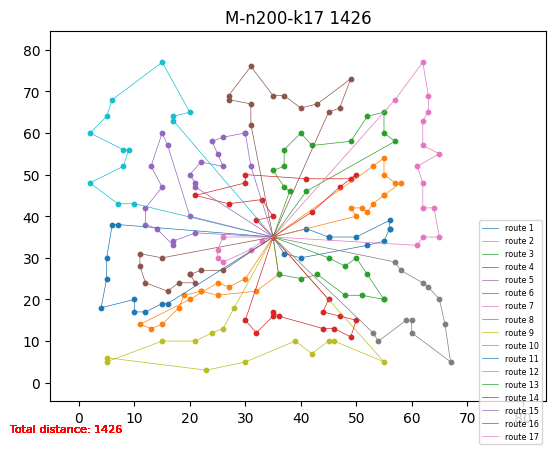 M-n200-k17 1426
80
70
60
50
40
30
20
10
0
0 10 20 30 40 50 60 70 80
route 1
route 2
route 3
route 4
route 5
route 6
route 7
route 8
route 9
route 10
route 11
route 12
route 13
route 14
route 15
route 16
route 17
Total distance: 1426